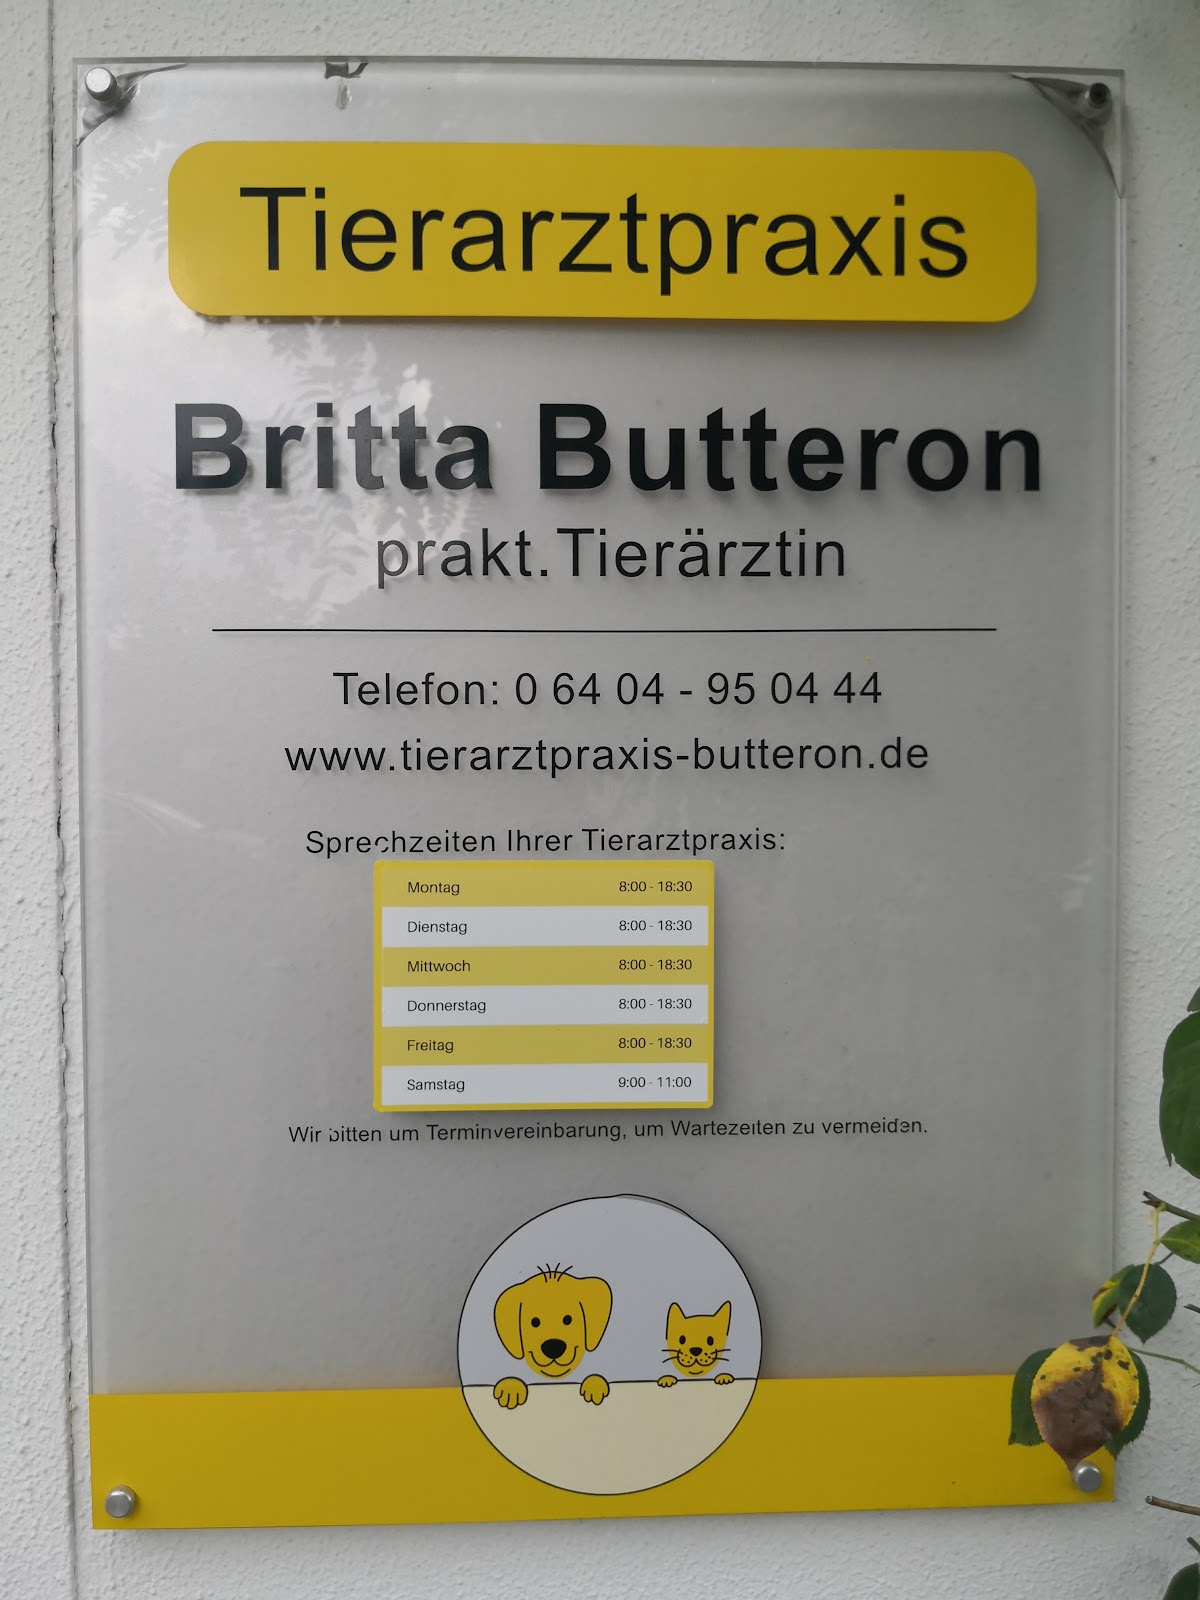 Tierarztpraxis
Britta Butteron
prakt.Tierärztin
Telefon: 0 64 04 - 95 04 44
www.tierarztpraxis-butteron.de
Sprechzeiten Ihrer Tierarztpraxis:
Montag 8:00 - 18:30
Dienstag 8:00 - 18:30
Mittwoch 8:00 - 18:30
Donnerstag 8:00 - 18:30
Freitag 8:00 - 18:30
Samstag 9:00 - 11:00
Wir bitten um Terminvereinbarung, um Wartezeiten zu vermeiden.